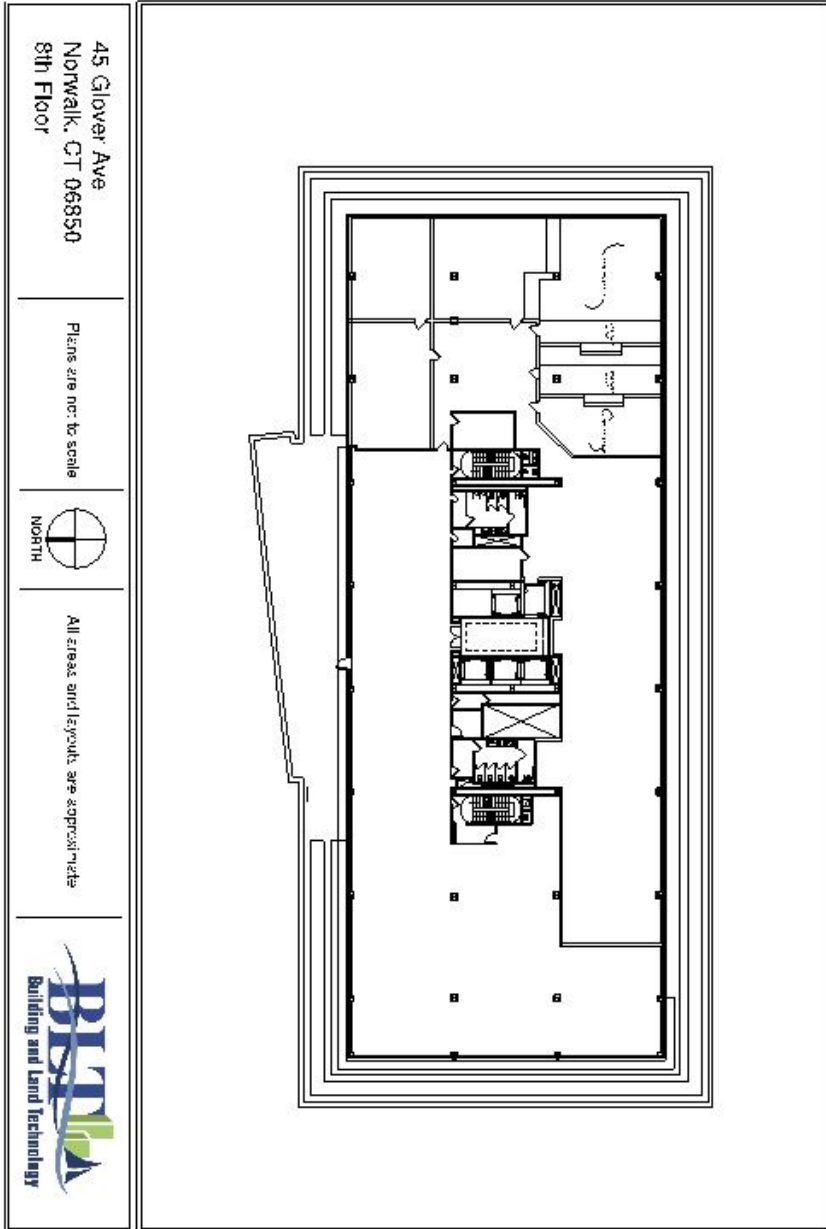 45 Glover Ave
Norwalk, CT 06850
8th Floor
Plans are not to scale
NORTH
All areas and layouts are approximate
BLT
Building and Land Technology